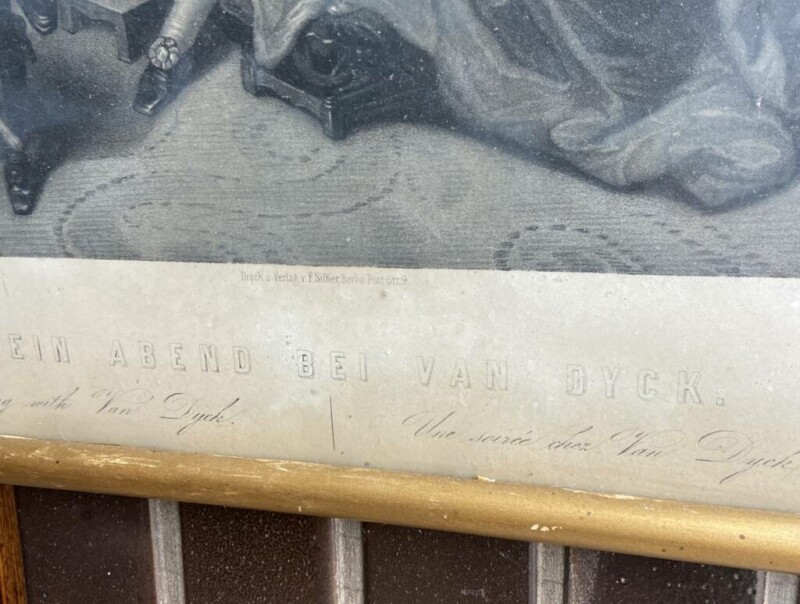 Druck u. Verlag v. F. Silber Berlin Post Str. 9
EIN ABEND BEI VAN DYCK.
with Van Dyck. | Une soirée chez Van Dyck